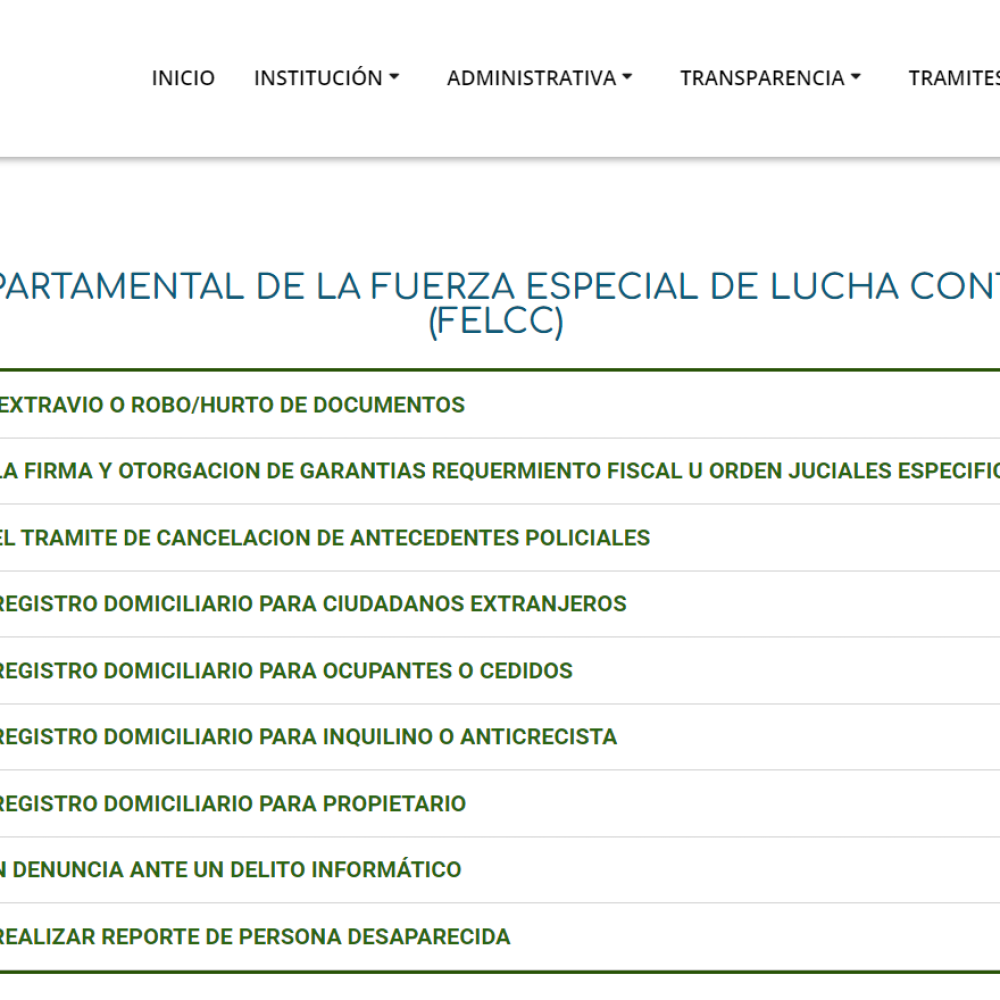 INICIO INSTITUCIÓN ADMINISTRATIVA TRANSPARENCIA TRAMITES
PARTAMENTAL DE LA FUERZA ESPECIAL DE LUCHA CONT
(FELCC)
EXTRAVIO O ROBO/HURTO DE DOCUMENTOS
LA FIRMA Y OTORGACION DE GARANTIAS REQUERMIENTO FISCAL U ORDEN JUCIALES ESPECIFIC
EL TRAMITE DE CANCELACION DE ANTECEDENTES POLICIALES
REGISTRO DOMICILIARIO PARA CIUDADANOS EXTRANJEROS
REGISTRO DOMICILIARIO PARA OCUPANTES O CEDIDOS
REGISTRO DOMICILIARIO PARA INQUILINO O ANTICRECISTA
REGISTRO DOMICILIARIO PARA PROPIETARIO
N DENUNCIA ANTE UN DELITO INFORMÁTICO
REALIZAR REPORTE DE PERSONA DESAPARECIDA